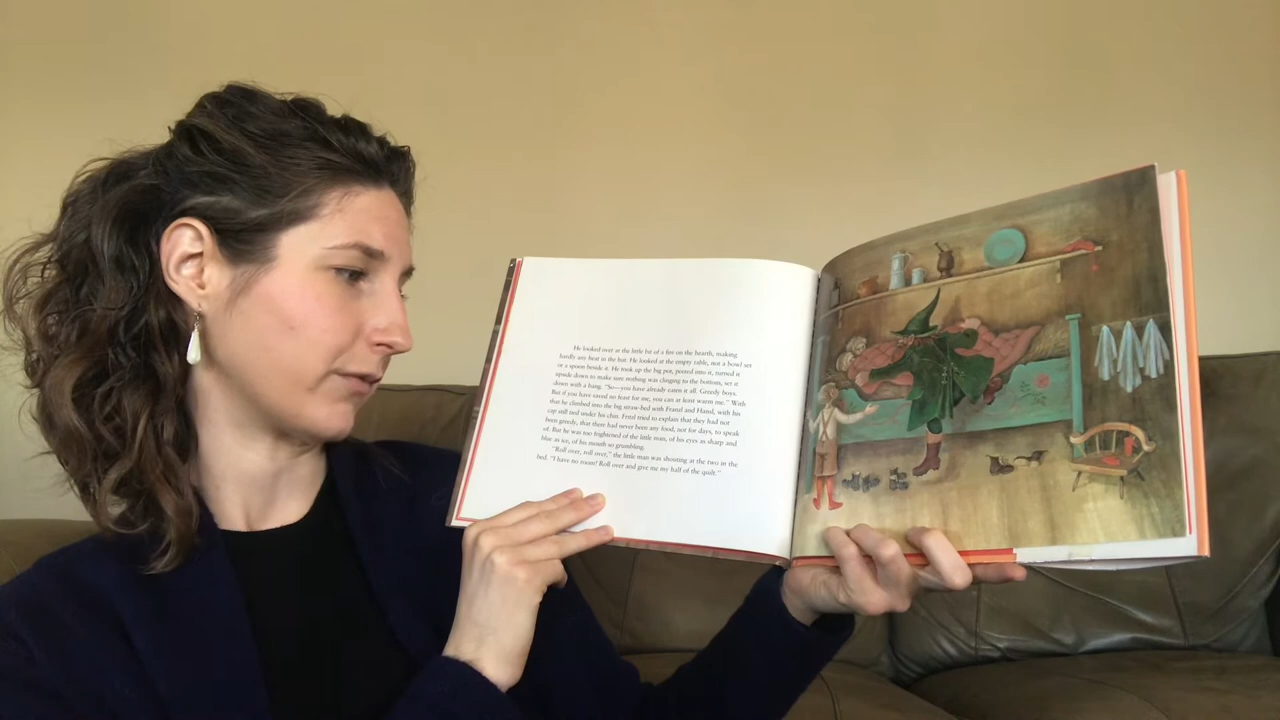 He looked over at the little bit of a fire on the hearth, making
hardly any heat in the hut. He looked at the empty table, not a bowl set
or a spoon beside it. He took up the big pot, peered into it, turned it
upside down to make sure nothing was clinging to the bottom, set it
down with a bang. "So—you have already eaten it all. Greedy boys.
But if you have saved no feast for me, you can at least warm me." With
that he climbed into the big straw-bed with Franzl and Hansl, with his
cap still tied under his chin. Fritzl tried to explain that they had not
been greedy, that there had never been any food, not for days, to speak
of. But he was too frightened of the little man, of his eyes as sharp and
blue as ice, of his mouth so grumbling.
"Roll over, roll over," the little man was shouting at the two in the
bed. "I have no room! Roll over and give me my half of the quilt."